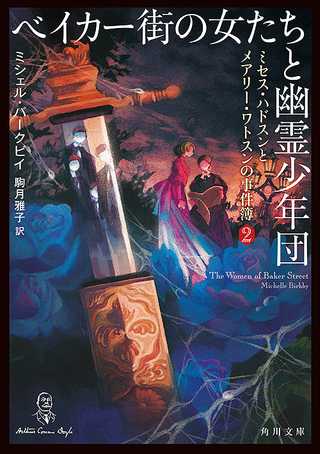 ベイカー街の女たちと幽霊少年団
ミセス・ハドスンと
メアリー・ワトスンの事件簿
2
ミシェル・バークビイ
駒月雅子 訳
The Women of Baker Street
Michelle Birkby
Arthur Conan Doyle
角川文庫